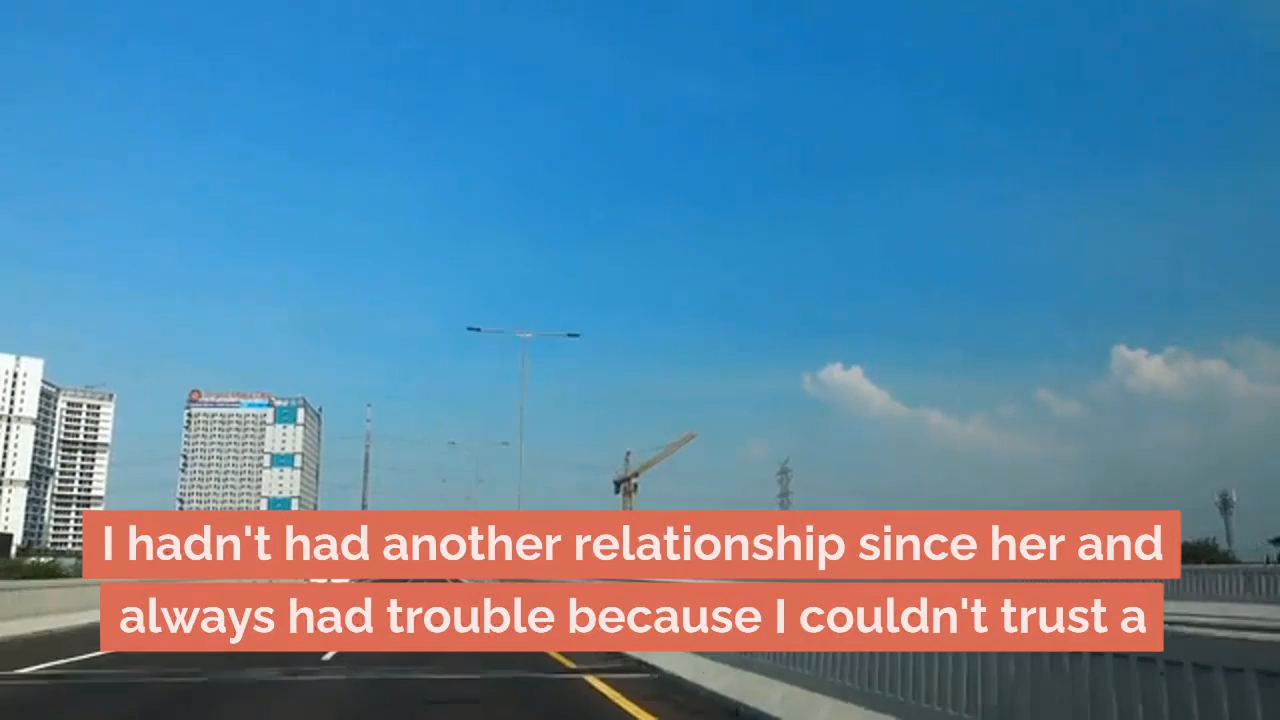 I hadn't had another relationship since her and
always had trouble because I couldn't trust a